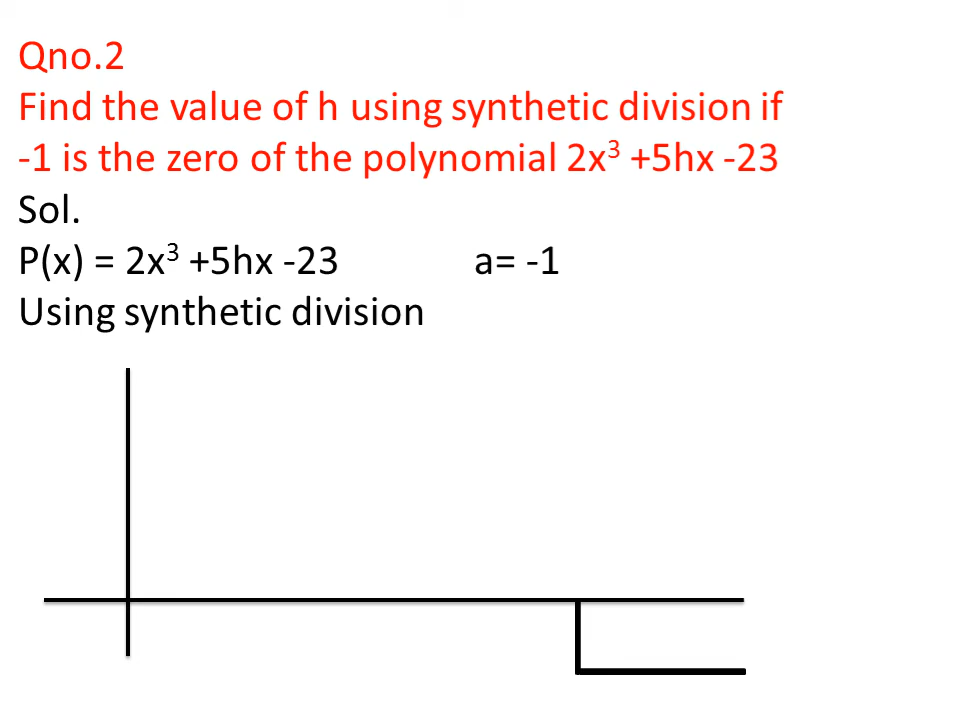 Qno.2
Find the value of h using synthetic division if
-1 is the zero of the polynomial 2x³ +5hx -23
Sol.
P(x) = 2x³ +5hx -23 a= -1
Using synthetic division